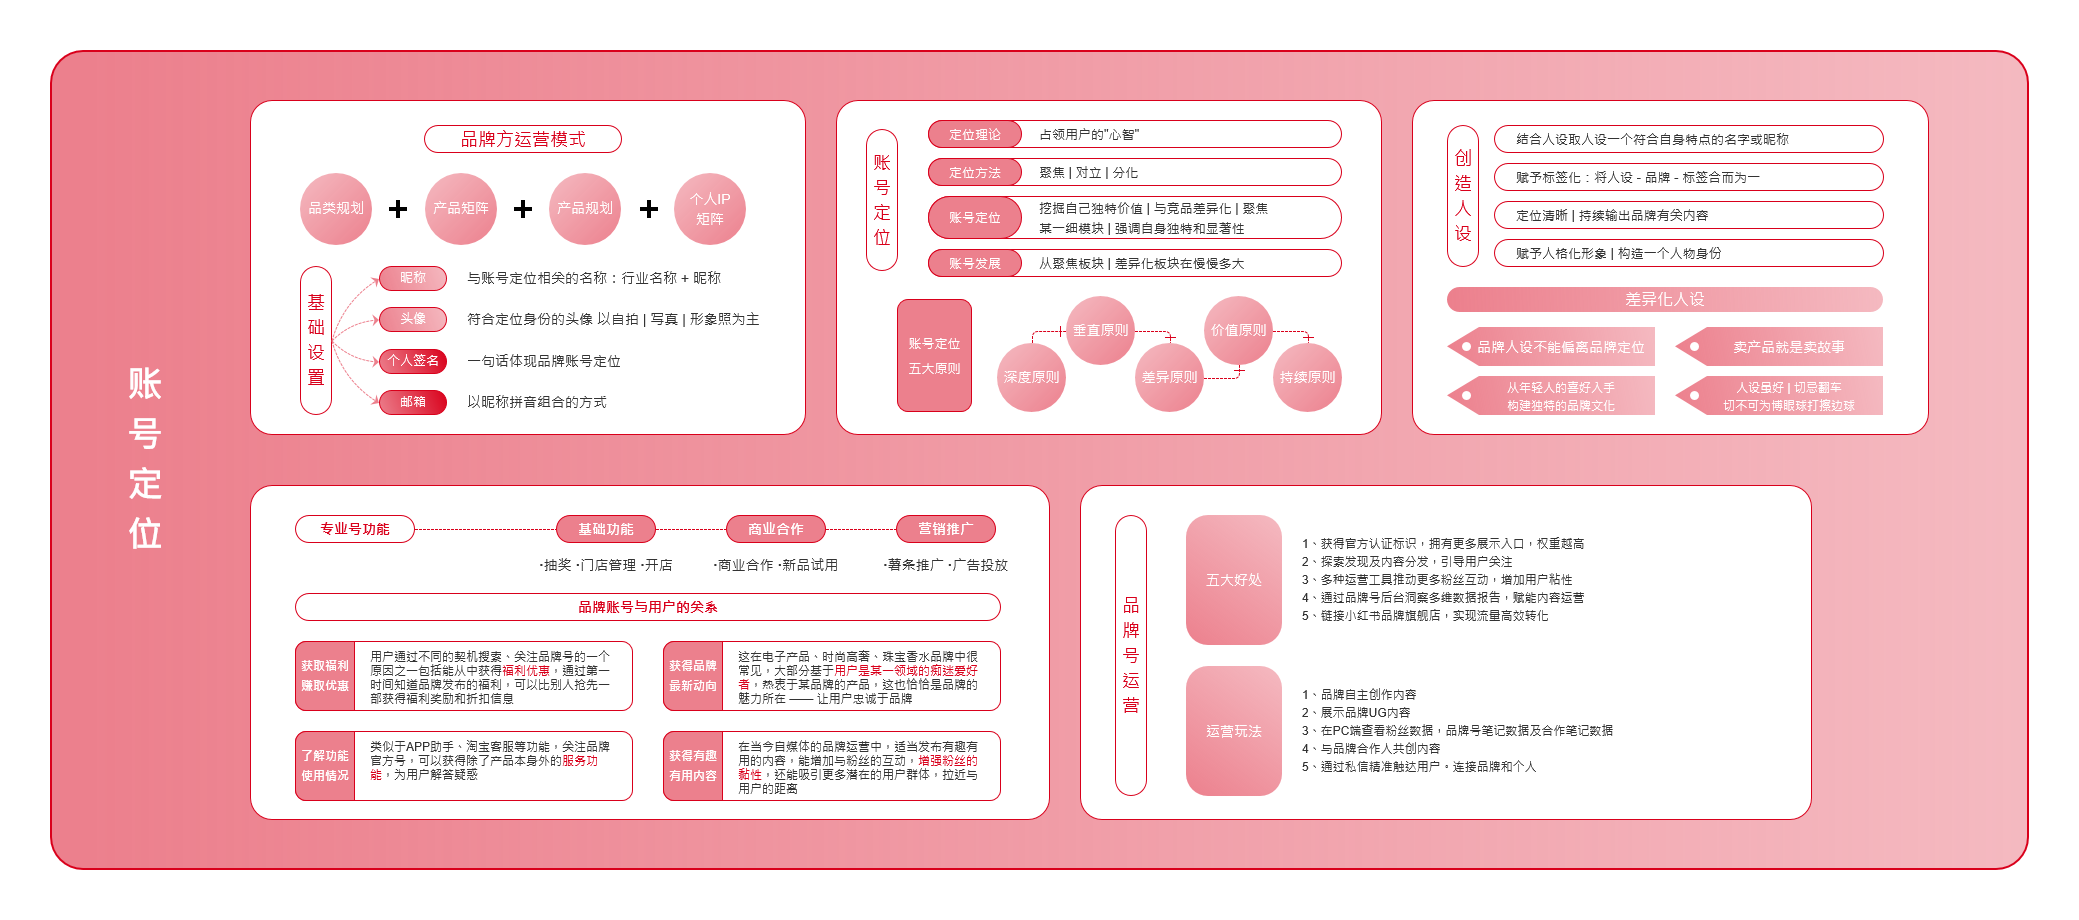 账号定位
品牌方运营模式
品类规划
产品矩阵
产品规划
个人IP
矩阵
基础设置
昵称
与账号定位相关的名称：行业名称 + 昵称
头像
符合定位身份的头像 以自拍 | 写真 | 形象照为主
个人签名
一句话体现品牌账号定位
邮箱
以昵称拼音组合的方式
账号定位
定位理论
占领用户的"心智"
定位方法
聚焦 | 对立 | 分化
账号定位
挖掘自己独特价值 | 与竞品差异化 | 聚焦
某一细模块 | 强调自身独特和显著性
账号发展
从聚焦板块 | 差异化板块在慢慢多大
账号定位
五大原则
深度原则
垂直原则
差异原则
价值原则
持续原则
创造人设
结合人设取人设一个符合自身特点的名字或昵称
赋予标签化：将人设 - 品牌 - 标签合而为一
定位清晰 | 持续输出品牌有关内容
赋予人格化形象 | 构造一个人物身份
差异化人设
品牌人设不能偏离品牌定位
卖产品就是卖故事
从年轻人的喜好入手
构建独特的品牌文化
人设虽好 | 切忌翻车
切不可为博眼球打擦边球
专业号功能
基础功能
商业合作
营销推广
·抽奖 ·门店管理 ·开店
·商业合作 ·新品试用
·薯条推广 ·广告投放
品牌账号与用户的关系
获取福利
赚取优惠
用户通过不同的契机搜索、关注品牌号的一个
原因之一包括能从中获得福利优惠，通过第一
时间知道品牌发布的福利，可以比别人抢先一
部获得福利奖励和折扣信息
获得品牌
最新动向
这在电子产品、时尚高奢、珠宝香水品牌中很
常见，大部分基于用户是某一领域的痴迷爱好
者，热衷于某品牌的产品，这也恰恰是品牌的
魅力所在 —— 让用户忠诚于品牌
了解功能
使用情况
类似于APP助手、淘宝客服等功能，关注品牌
官方号，可以获得除了产品本身外的服务功
能，为用户解答疑惑
获得有趣
有用内容
在当今自媒体的品牌运营中，适当发布有趣有
用的内容，能增加与粉丝的互动，增强粉丝的
黏性，还能吸引更多潜在的用户群体，拉近与
用户的距离
品牌号运营
五大好处
1、获得官方认证标识，拥有更多展示入口，权重越高
2、探索发现及内容分发，引导用户关注
3、多种运营工具推动更多粉丝互动，增加用户粘性
4、通过品牌号后台洞察多维数据报告，赋能内容运营
5、链接小红书品牌旗舰店，实现流量高效转化
运营玩法
1、品牌自主创作内容
2、展示品牌UG内容
3、在PC端查看粉丝数据，品牌号笔记数据及合作笔记数据
4、与品牌合作人共创内容
5、通过私信精准触达用户。连接品牌和个人